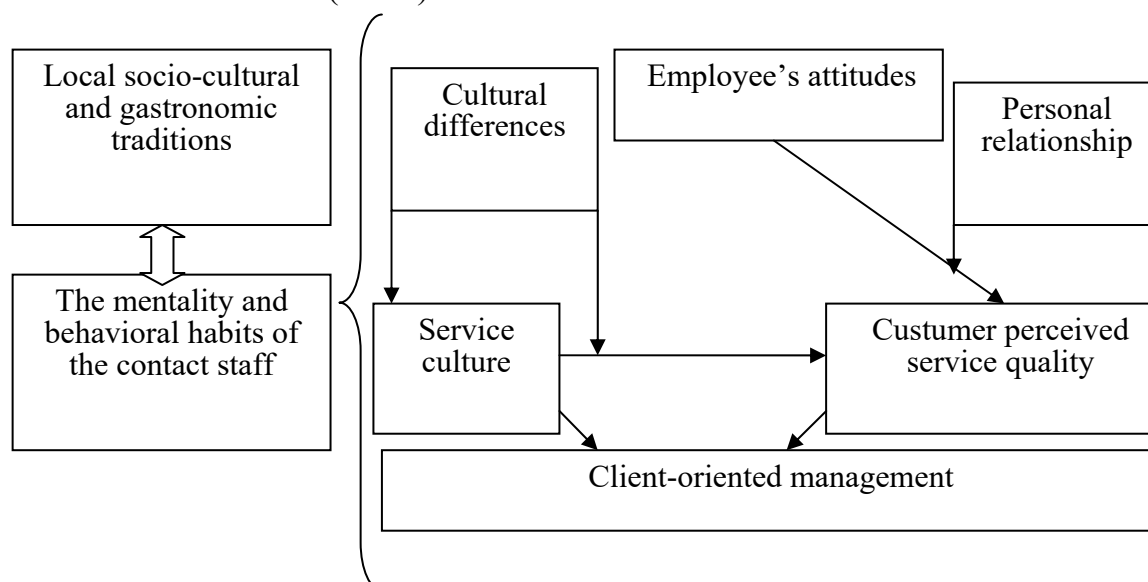 Local socio-cultural
and gastronomic
traditions
The mentality and
behavioral habits of
the contact staff
Cultural
differences
Employee’s attitudes
Personal
relationship
Service
culture
Custumer perceived
service quality
Client-oriented management